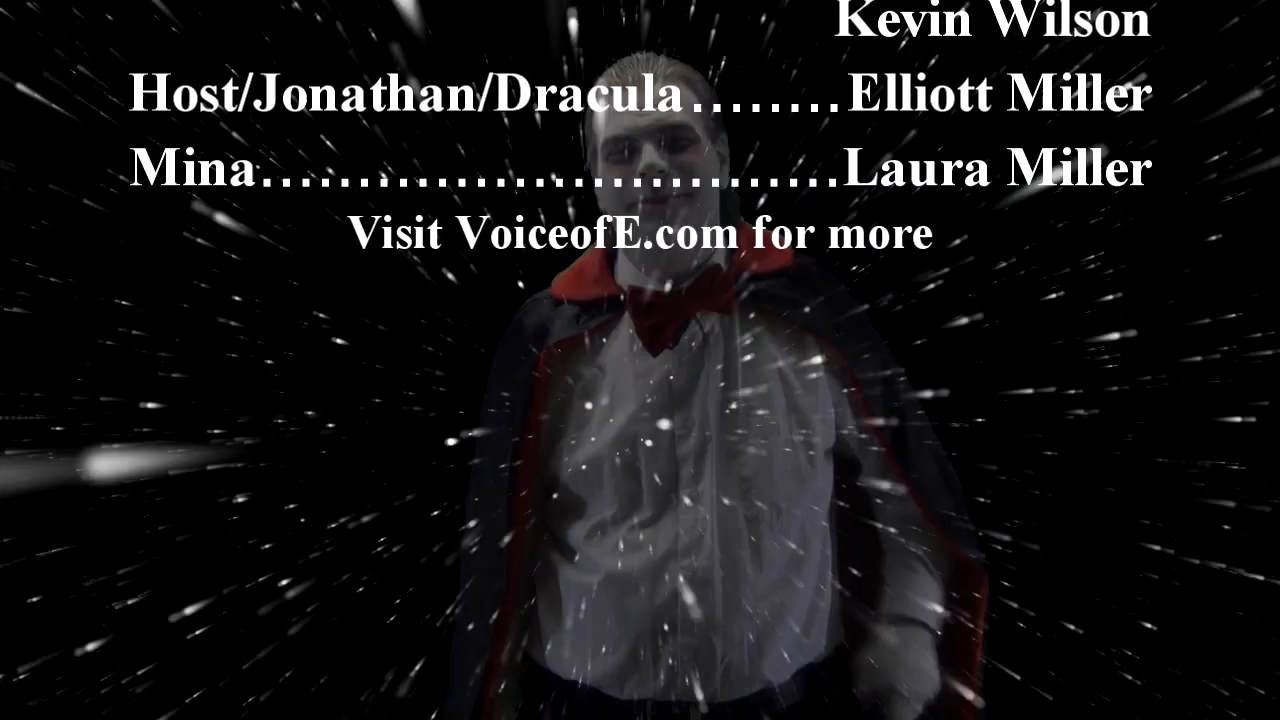 Kevin Wilson
Host/Jonathan/Dracula........Elliott Miller
Mina..............................Laura Miller
Visit VoiceofE.com for more